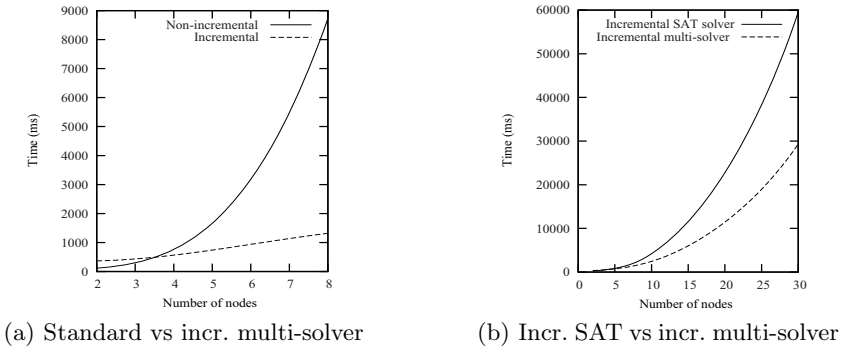 9000
8000
7000
6000
5000
4000
3000
2000
1000
0
Time (ms)
Non-incremental
Incremental
2 3 4 5 6 7 8
Number of nodes
(a) Standard vs incr. multi-solver
60000
50000
40000
30000
20000
10000
0
Time (ms)
Incremental SAT solver
Incremental multi-solver
0 5 10 15 20 25 30
Number of nodes
(b) Incr. SAT vs incr. multi-solver